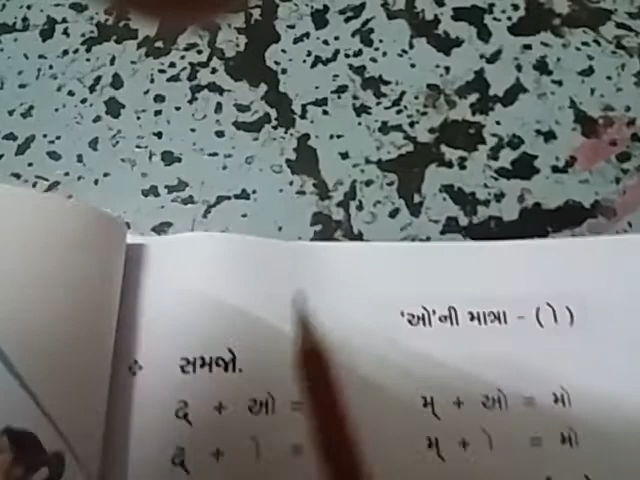 'ઓ'ની માત્રા - ( ો )
સમજો.
દ્ + ઓ = મ્ + ઓ = મો
દ્ + ો = મ્ + ો = મો